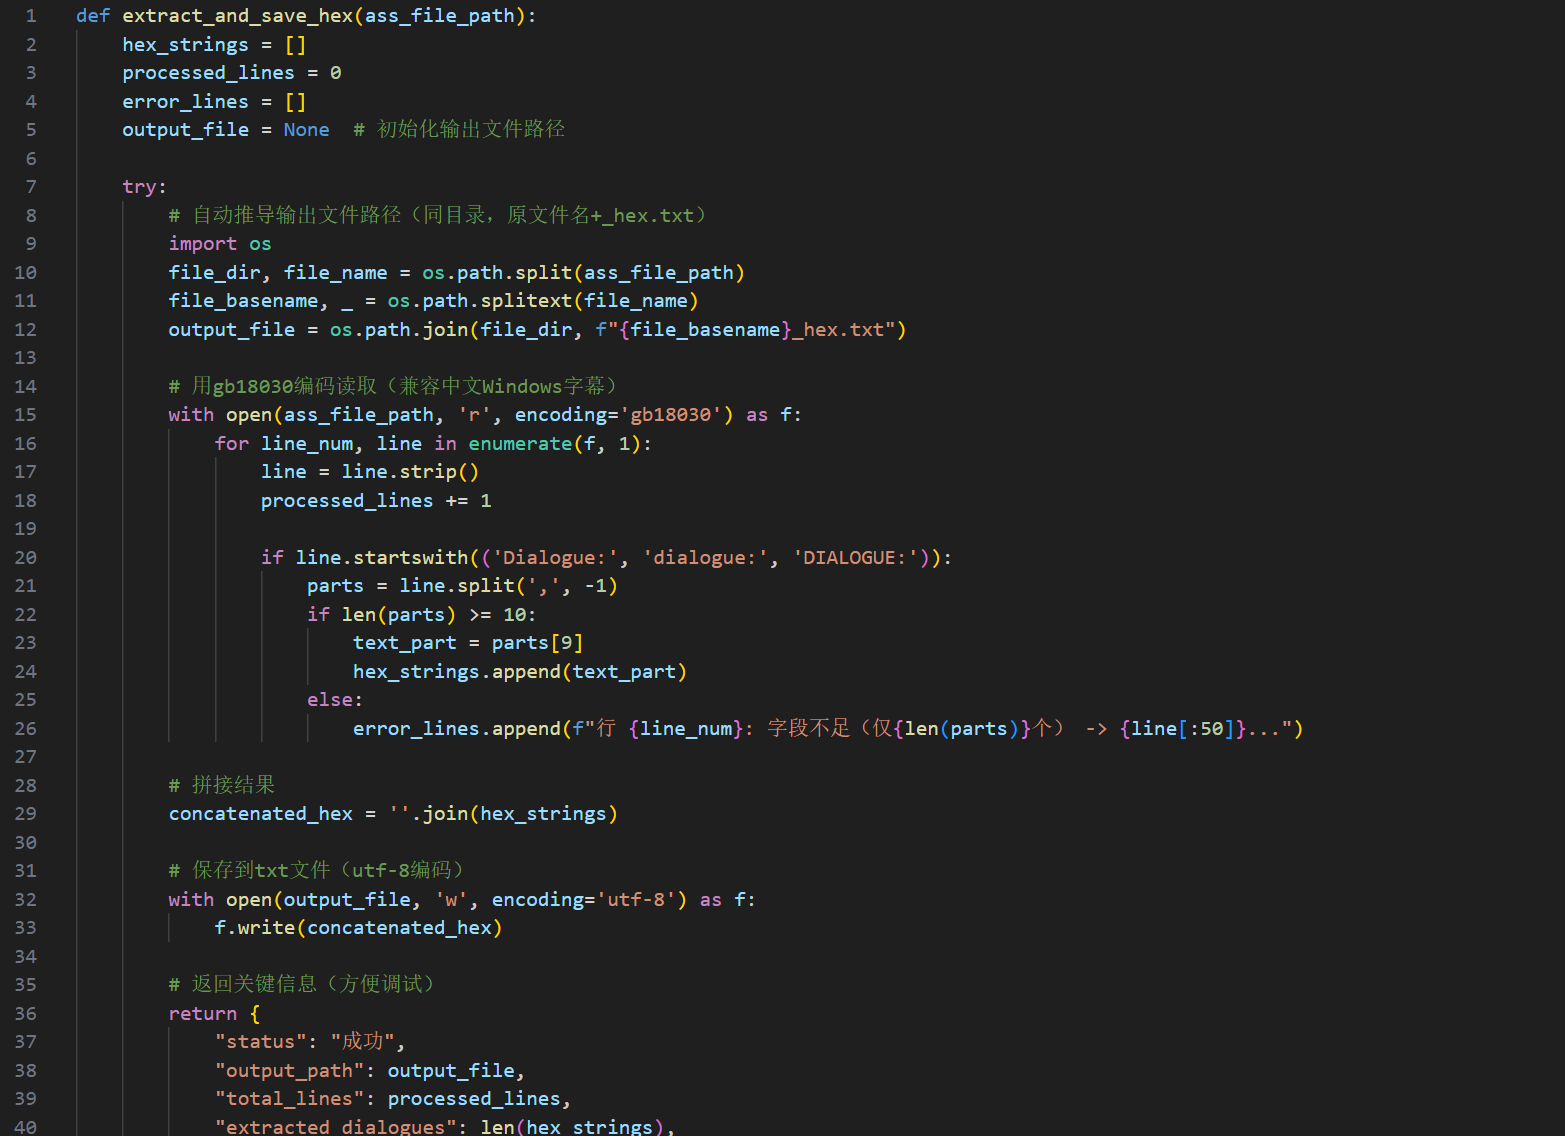 1 def extract_and_save_hex(ass_file_path):
2     hex_strings = []
3     processed_lines = 0
4     error_lines = []
5     output_file = None  # 初始化输出文件路径
6
7     try:
8         # 自动推导输出文件路径（同目录，原文件名+_hex.txt）
9         import os
10         file_dir, file_name = os.path.split(ass_file_path)
11         file_basename, _ = os.path.splitext(file_name)
12         output_file = os.path.join(file_dir, f"{file_basename}_hex.txt")
13
14         # 用gb18030编码读取（兼容中文Windows字幕）
15         with open(ass_file_path, 'r', encoding='gb18030') as f:
16             for line_num, line in enumerate(f, 1):
17                 line = line.strip()
18                 processed_lines += 1
19
20                 if line.startswith(('Dialogue:', 'dialogue:', 'DIALOGUE:')):
21                     parts = line.split(',', -1)
22                     if len(parts) >= 10:
23                         text_part = parts[9]
24                         hex_strings.append(text_part)
25                     else:
26                         error_lines.append(f"行 {line_num}: 字段不足（仅{len(parts)}个） -> {line[:50]}...")
27
28         # 拼接结果
29         concatenated_hex = ''.join(hex_strings)
30
31         # 保存到txt文件（utf-8编码）
32         with open(output_file, 'w', encoding='utf-8') as f:
33             f.write(concatenated_hex)
34
35         # 返回关键信息（方便调试）
36         return {
37             "status": "成功",
38             "output_path": output_file,
39             "total_lines": processed_lines,
40             "extracted_dialogues": len(hex_strings),